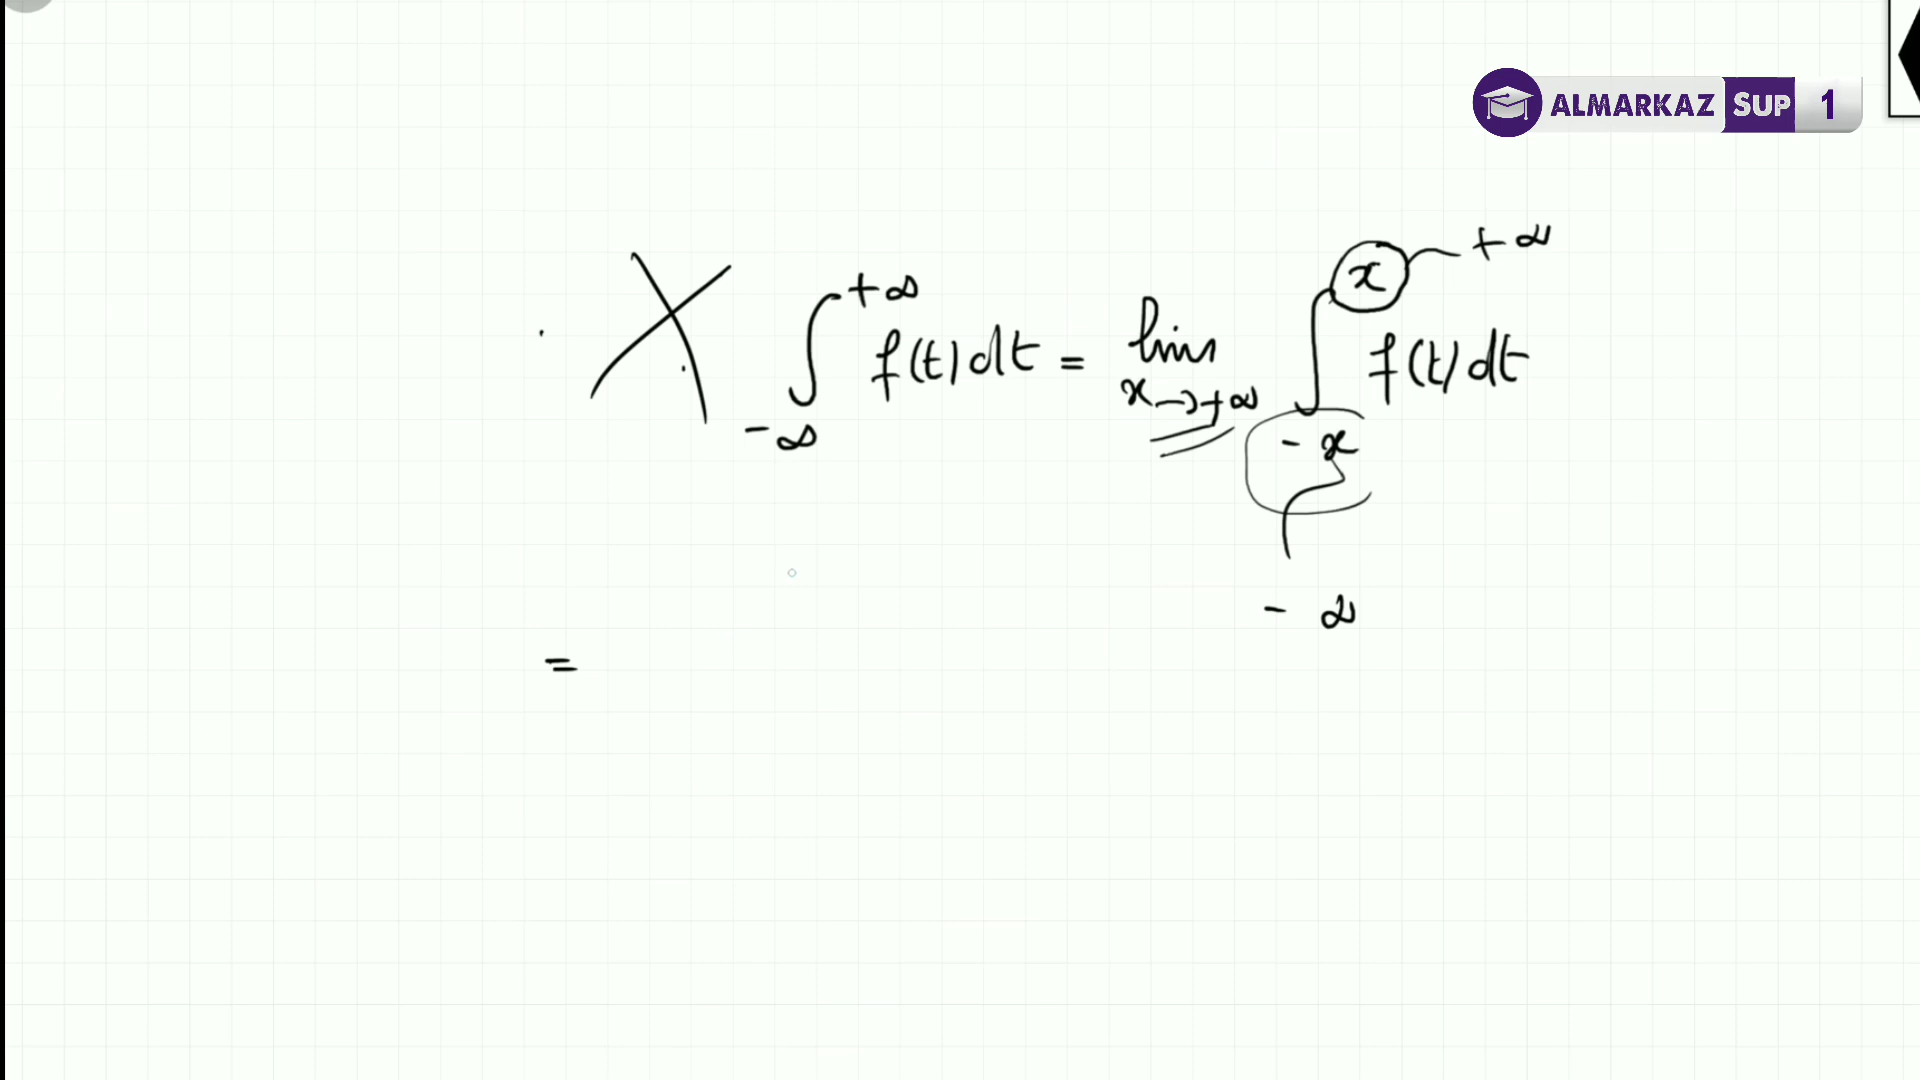 ALMARKAZ SUP 1
X ∫_{-∞}^{+∞} f(t)dt = lim_{x→+∞} ∫_{-x}^{x} f(t)dt
+∞
-∞
=